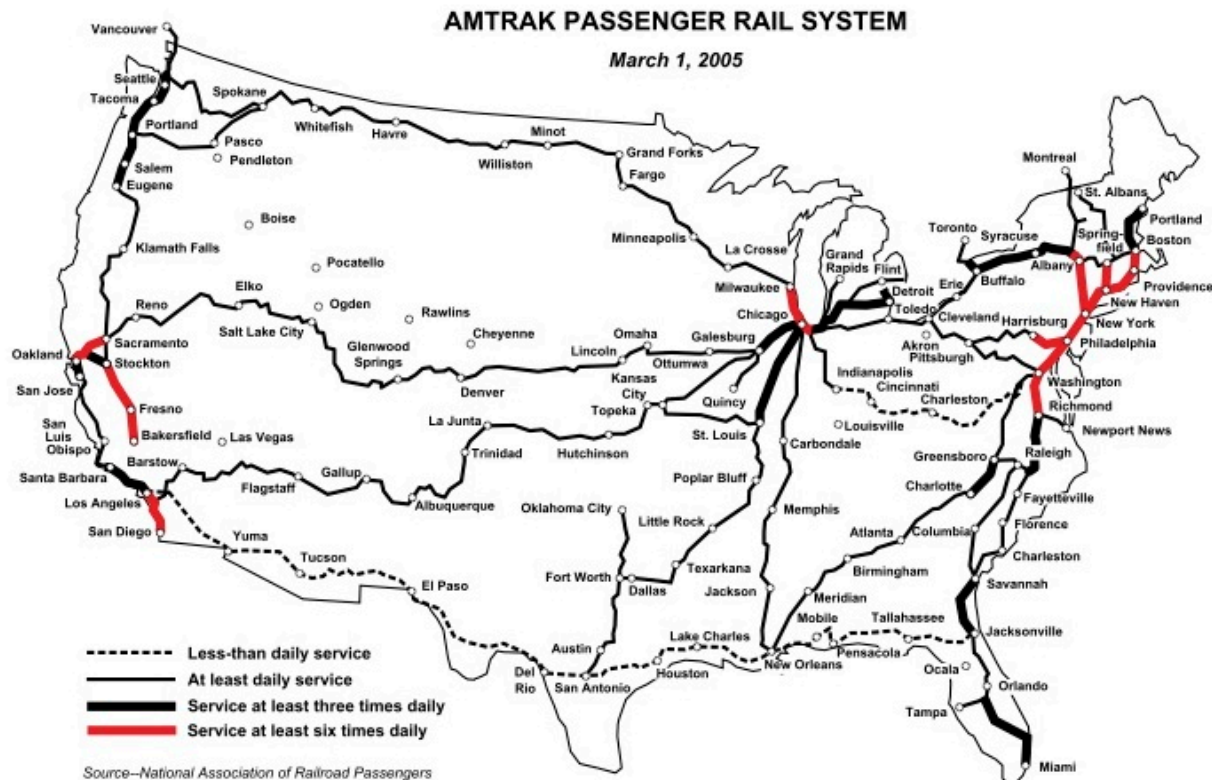 AMTRAK PASSENGER RAIL SYSTEM
March 1, 2005
Vancouver
Seattle
Tacoma
Spokane
Portland
Pasco
Pendleton
Whitefish
Havre
Williston
Minot
Grand Forks
Fargo
Salem
Eugene
Boise
Klamath Falls
Pocatello
Minneapolis
La Crosse
Milwaukee
Grand
Rapids
Flint
Detroit
Toledo
Chicago
Montreal
St. Albans
Toronto
Syracuse
Spring-
field
Portland
Boston
Albany
Buffalo
Erie
Providence
New Haven
New York
Cleveland
Harrisburg
Philadelphia
Akron
Pittsburgh
Washington
Reno
Elko
Ogden
Salt Lake City
Rawlins
Cheyenne
Glenwood
Springs
Denver
Lincoln
Omaha
Ottumwa
Galesburg
Kansas
City
Topeka
Quincy
Indianapolis
Cincinnati
Charleston
Louisville
Richmond
Newport News
Sacramento
Oakland
Stockton
San Jose
Fresno
San
Luis
Obispo
Bakersfield
Las Vegas
Santa Barbara
Barstow
Los Angeles
San Diego
Flagstaff
Gallup
Albuquerque
La Junta
Trinidad
Hutchinson
St. Louis
Carbondale
Poplar Bluff
Greensboro
Raleigh
Charlotte
Fayetteville
Oklahoma City
Little Rock
Memphis
Atlanta
Columbia
Florence
Charleston
Yuma
Tucson
El Paso
Fort Worth
Dallas
Texarkana
Jackson
Birmingham
Meridian
Savannah
Mobile
Tallahassee
Jacksonville
Austin
Lake Charles
Del
Rio
San Antonio
Houston
New Orleans
Pensacola
Ocala
Orlando
Tampa
Miami
Less-than daily service
At least daily service
Service at least three times daily
Service at least six times daily
Source--National Association of Railroad Passengers